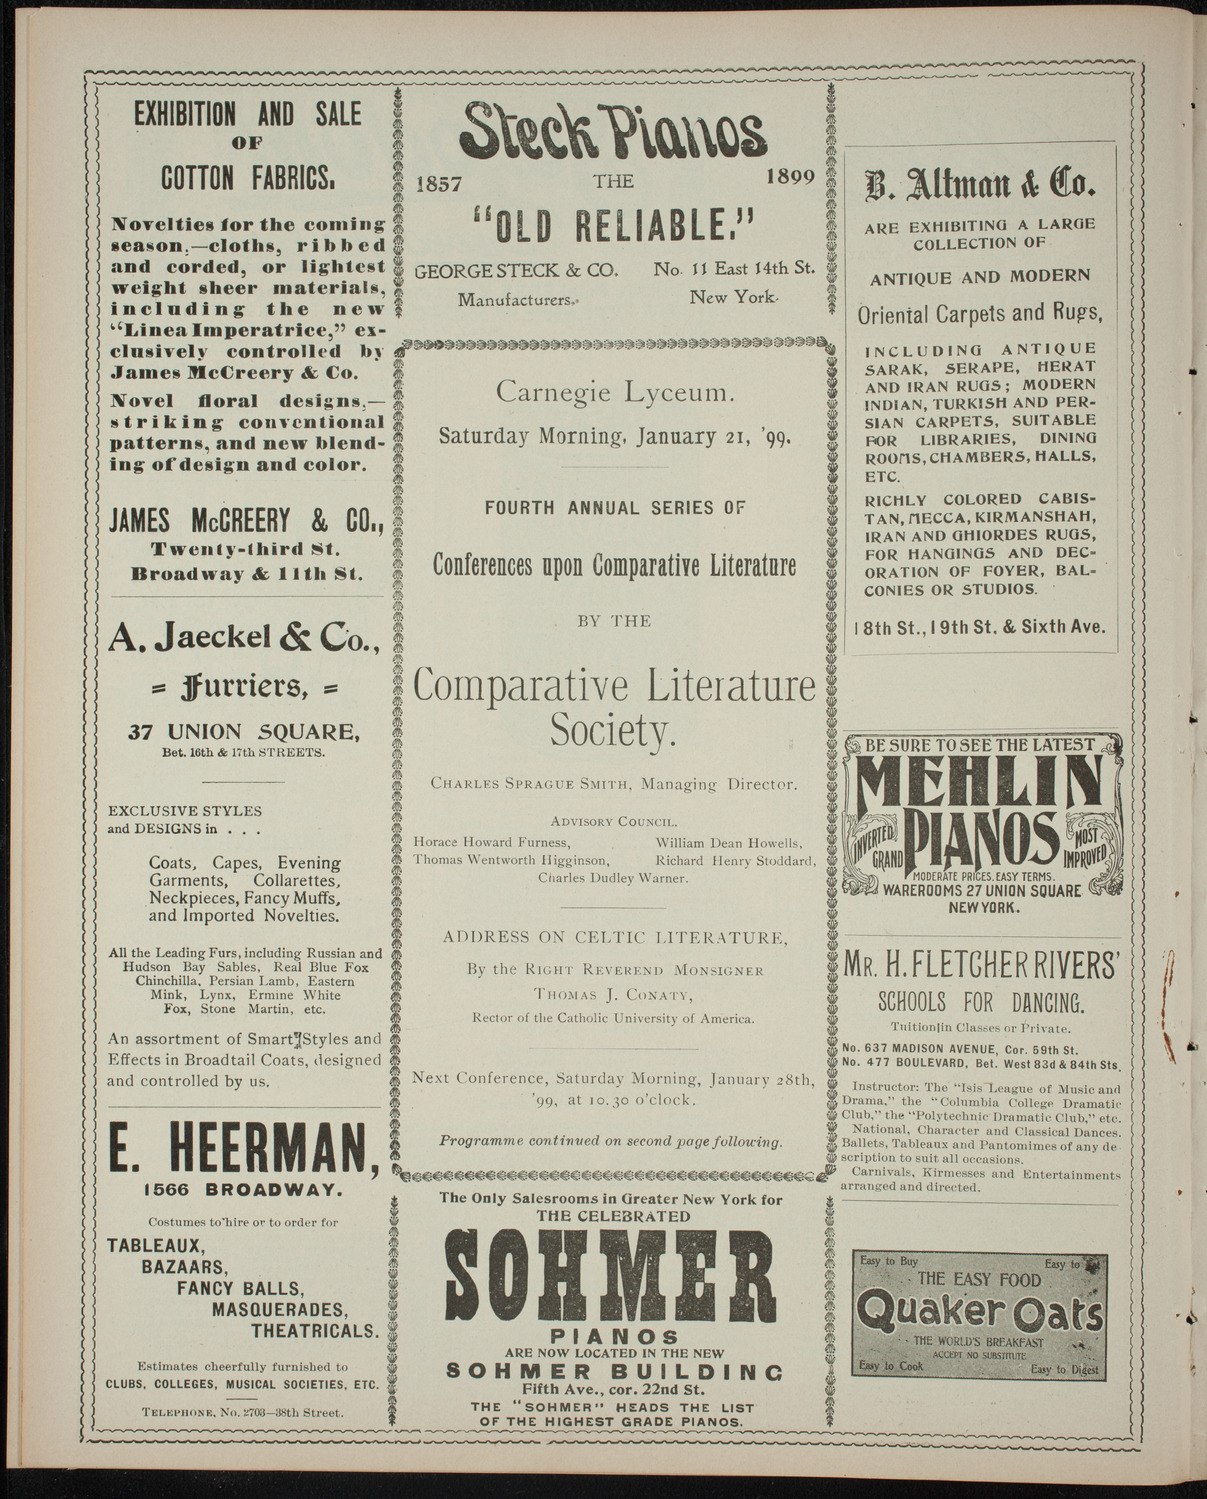 EXHIBITION AND SALE
OF
COTTON FABRICS.
Novelties for the coming
season,—cloths, ribbed
and corded, or lightest
weight sheer materials,
including the new
“Linea Imperatrice,” ex-
clusively controlled by
James McCreery & Co.
Novel floral designs,—
striking conventional
patterns, and new blend-
ing of design and color.
JAMES McCREERY & CO.,
Twenty-third St.
Broadway & 11th St.
A. Jaeckel & Co.,
= Furriers, =
37 UNION SQUARE,
Bet. 16th & 17th STREETS.
EXCLUSIVE STYLES
and DESIGNS in . . .
Coats, Capes, Evening
Garments, Collarettes,
Neckpieces, Fancy Muffs,
and Imported Novelties.
All the Leading Furs, including Russian and
Hudson Bay Sables, Real Blue Fox
Chinchilla, Persian Lamb, Eastern
Mink, Lynx, Ermine White
Fox, Stone Martin, etc.
An assortment of Smart Styles and
Effects in Broadtail Coats, designed
and controlled by us.
E. HEERMAN,
1566 BROADWAY.
Costumes to hire or to order for
TABLEAUX,
BAZAARS,
FANCY BALLS,
MASQUERADES,
THEATRICALS.
Estimates cheerfully furnished to
CLUBS, COLLEGES, MUSICAL SOCIETIES, ETC.
TELEPHONE, No. 2703—38th Street.
Steck Pianos
1857 THE 1899
“OLD RELIABLE.”
GEORGE STECK & CO. No. 11 East 14th St.
Manufacturers. New York.
Carnegie Lyceum.
Saturday Morning, January 21, ’99.
FOURTH ANNUAL SERIES OF
Conferences upon Comparative Literature
BY THE
Comparative Literature
Society.
CHARLES SPRAGUE SMITH, Managing Director.
ADVISORY COUNCIL.
Horace Howard Furness, William Dean Howells,
Thomas Wentworth Higginson, Richard Henry Stoddard,
Charles Dudley Warner.
ADDRESS ON CELTIC LITERATURE,
By the RIGHT REVEREND MONSIGNER
THOMAS J. CONATY,
Rector of the Catholic University of America.
Next Conference, Saturday Morning, January 28th,
’99, at 10.30 o’clock.
Programme continued on second page following.
The Only Salesrooms in Greater New York for
THE CELEBRATED
SOHMER
PIANOS
ARE NOW LOCATED IN THE NEW
SOHMER BUILDING
Fifth Ave., cor. 22nd St.
THE “SOHMER” HEADS THE LIST
OF THE HIGHEST GRADE PIANOS.
B. Altman & Co.
ARE EXHIBITING A LARGE
COLLECTION OF
ANTIQUE AND MODERN
Oriental Carpets and Rugs,
INCLUDING ANTIQUE
SARAK, SERAPE, HERAT
AND IRAN RUGS; MODERN
INDIAN, TURKISH AND PER-
SIAN CARPETS, SUITABLE
FOR LIBRARIES, DINING
ROOMS, CHAMBERS, HALLS,
ETC.
RICHLY COLORED CABIS-
TAN, MECCA, KIRMANSHAH,
IRAN AND GHIORDES RUGS,
FOR HANGINGS AND DEC-
ORATION OF FOYER, BAL-
CONIES OR STUDIOS.
18th St., 19th St. & Sixth Ave.
BE SURE TO SEE THE LATEST
MEHLIN
INVERTED GRAND PIANOS MOST IMPROVED
MODERATE PRICES. EASY TERMS.
WAREROOMS 27 UNION SQUARE
NEW YORK.
MR. H. FLETCHER RIVERS’
SCHOOLS FOR DANCING.
Tuition in Classes or Private.
No. 637 MADISON AVENUE, Cor. 59th St.
No. 477 BOULEVARD, Bet. West 83d & 84th Sts.
Instructor: The “Isis League of Music and
Drama,” the “Columbia College Dramatic
Club,” the “Polytechnic Dramatic Club,” etc.
National, Character and Classical Dances.
Ballets, Tableaux and Pantomimes of any de-
scription to suit all occasions.
Carnivals, Kirmesses and Entertainments
arranged and directed.
Easy to Buy Easy to Eat
THE EASY FOOD
Quaker Oats
THE WORLD’S BREAKFAST
ACCEPT NO SUBSTITUTE
Easy to Cook Easy to Digest